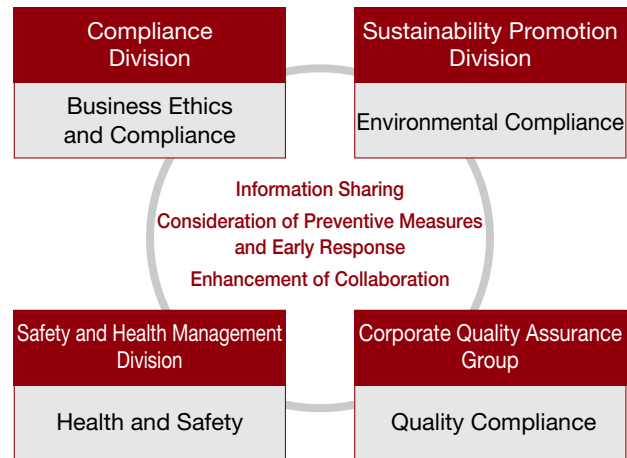 Compliance
Division
Business Ethics
and Compliance
Sustainability Promotion
Division
Environmental Compliance
Information Sharing
Consideration of Preventive Measures
and Early Response
Enhancement of Collaboration
Safety and Health Management
Division
Health and Safety
Corporate Quality Assurance
Group
Quality Compliance